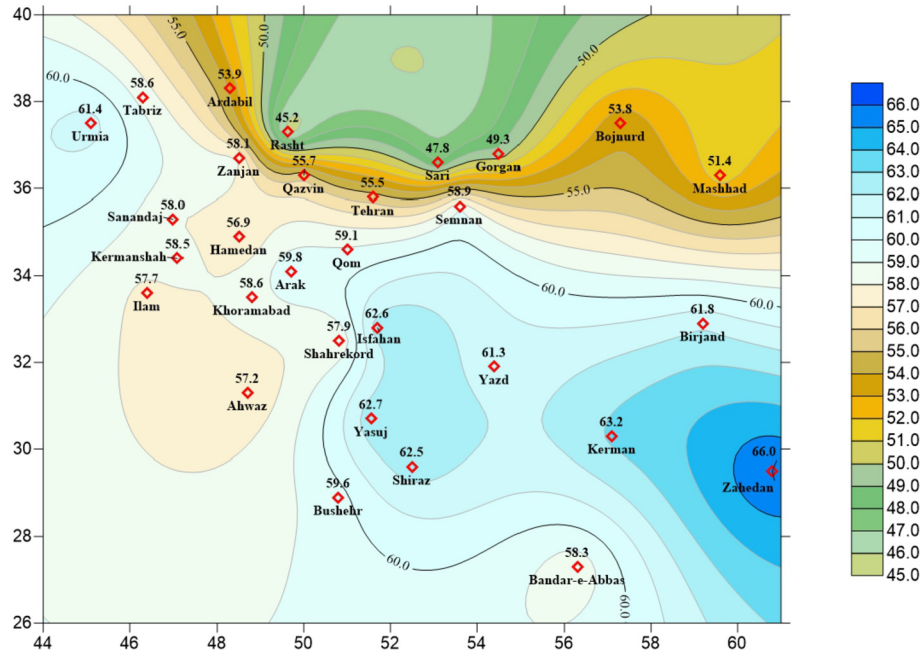 40
38
36
34
32
30
28
26
44
46
48
50
52
54
56
58
60
60.0
55.0
50.0
50.0
55.0
60.0
60.0
60.0
60.0
58.6
Tabriz
61.4
Urmia
53.9
Ardabil
45.2
Rasht
58.1
Zanjan
55.7
Qazvin
55.5
Tehran
47.8
Sari
49.3
Gorgan
53.8
Bojnurd
51.4
Mashhad
58.9
Semnan
58.0
Sanandaj
56.9
Hamedan
58.5
Kermanshah
59.1
Qom
59.8
Arak
57.7
Ilam
58.6
Khoramabad
57.9
Shahrekord
62.6
Isfahan
61.3
Yazd
61.8
Birjand
57.2
Ahwaz
62.7
Yasuj
62.5
Shiraz
63.2
Kerman
66.0
Zahedan
59.6
Bushehr
58.3
Bandar-e-Abbas
66.0
65.0
64.0
63.0
62.0
61.0
60.0
59.0
58.0
57.0
56.0
55.0
54.0
53.0
52.0
51.0
50.0
49.0
48.0
47.0
46.0
45.0